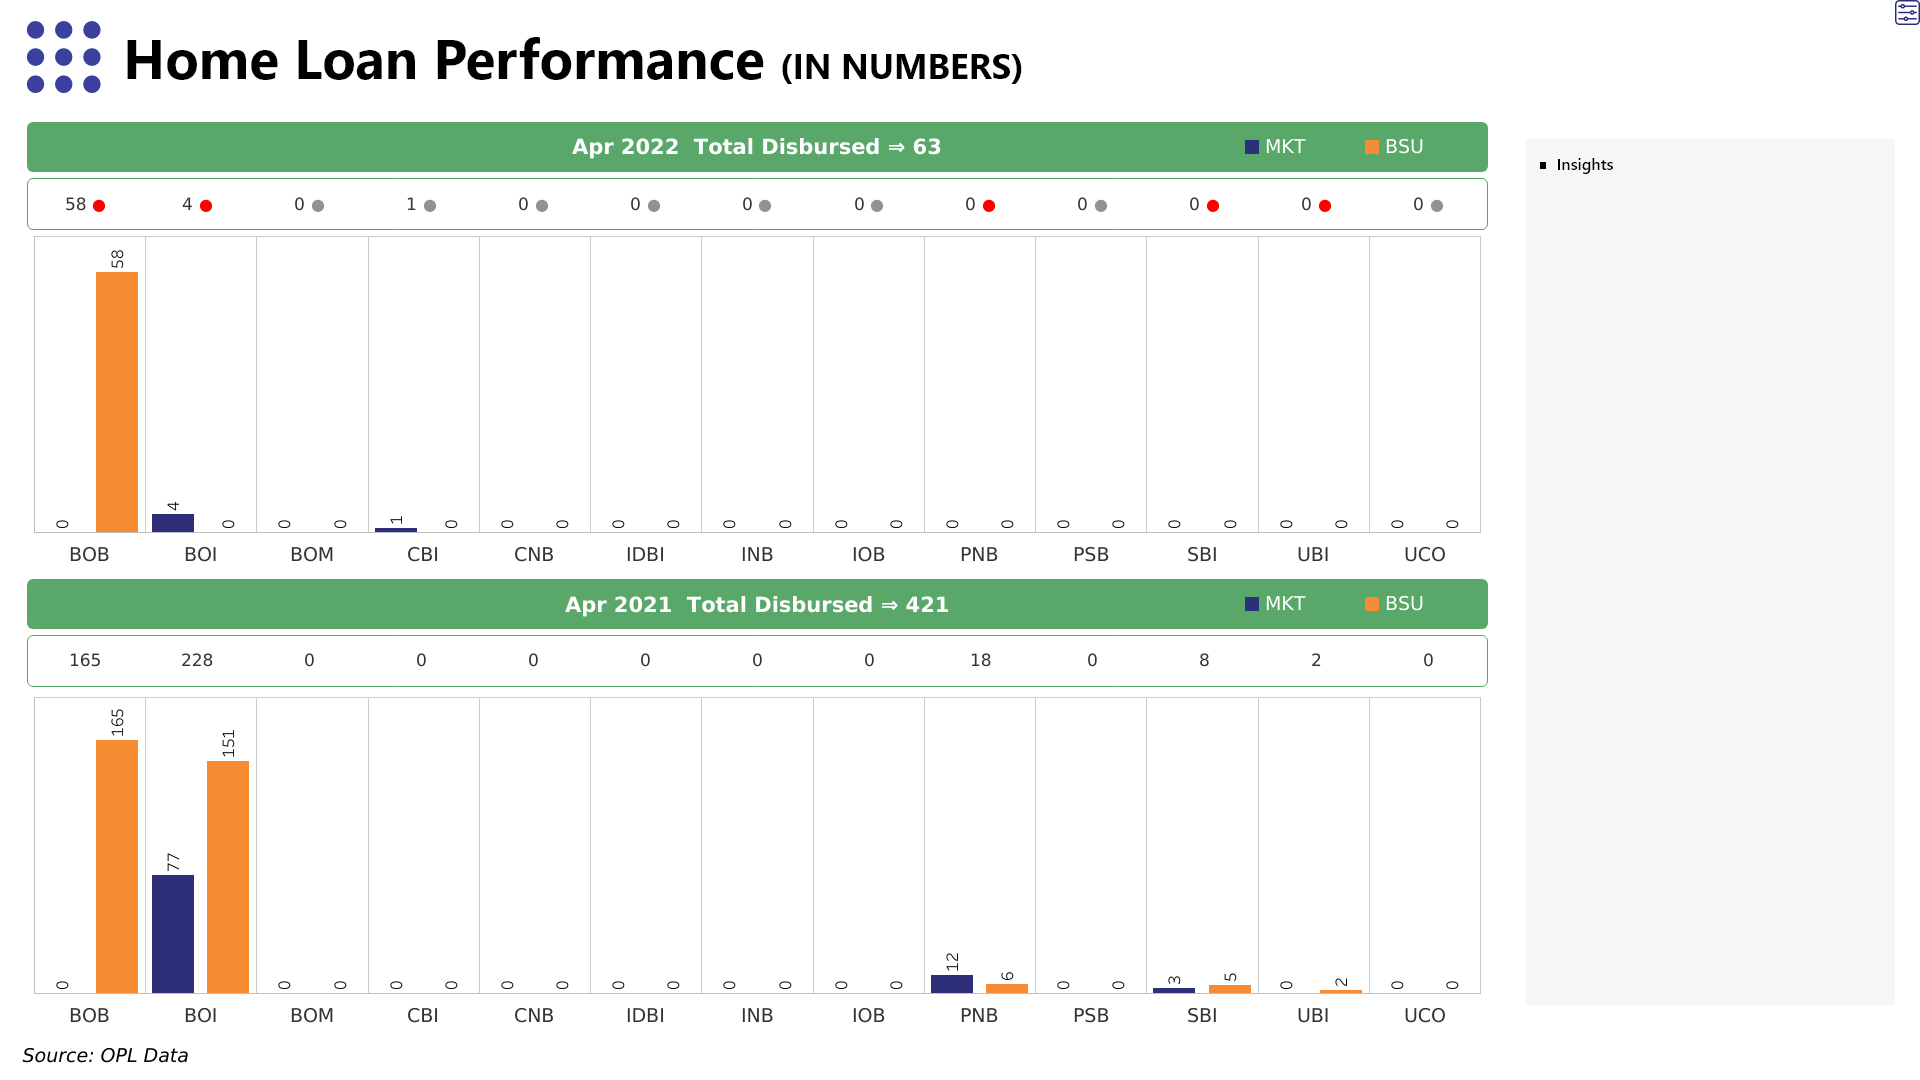 Home Loan Performance (IN NUMBERS)
Apr 2022 Total Disbursed ⇒ 63 MKT BSU
58 4 0 1 0 0 0 0 0 0 0 0 0
0 58 4 0 0 0 1 0 0 0 0 0 0 0 0 0 0 0 0 0 0 0 0 0 0 0
BOB BOI BOM CBI CNB IDBI INB IOB PNB PSB SBI UBI UCO
Apr 2021 Total Disbursed ⇒ 421 MKT BSU
165 228 0 0 0 0 0 0 18 0 8 2 0
0 165 77 151 0 0 0 0 0 0 0 0 0 0 0 0 12 6 0 0 3 5 0 2 0 0
BOB BOI BOM CBI CNB IDBI INB IOB PNB PSB SBI UBI UCO
Source: OPL Data
▪ Insights